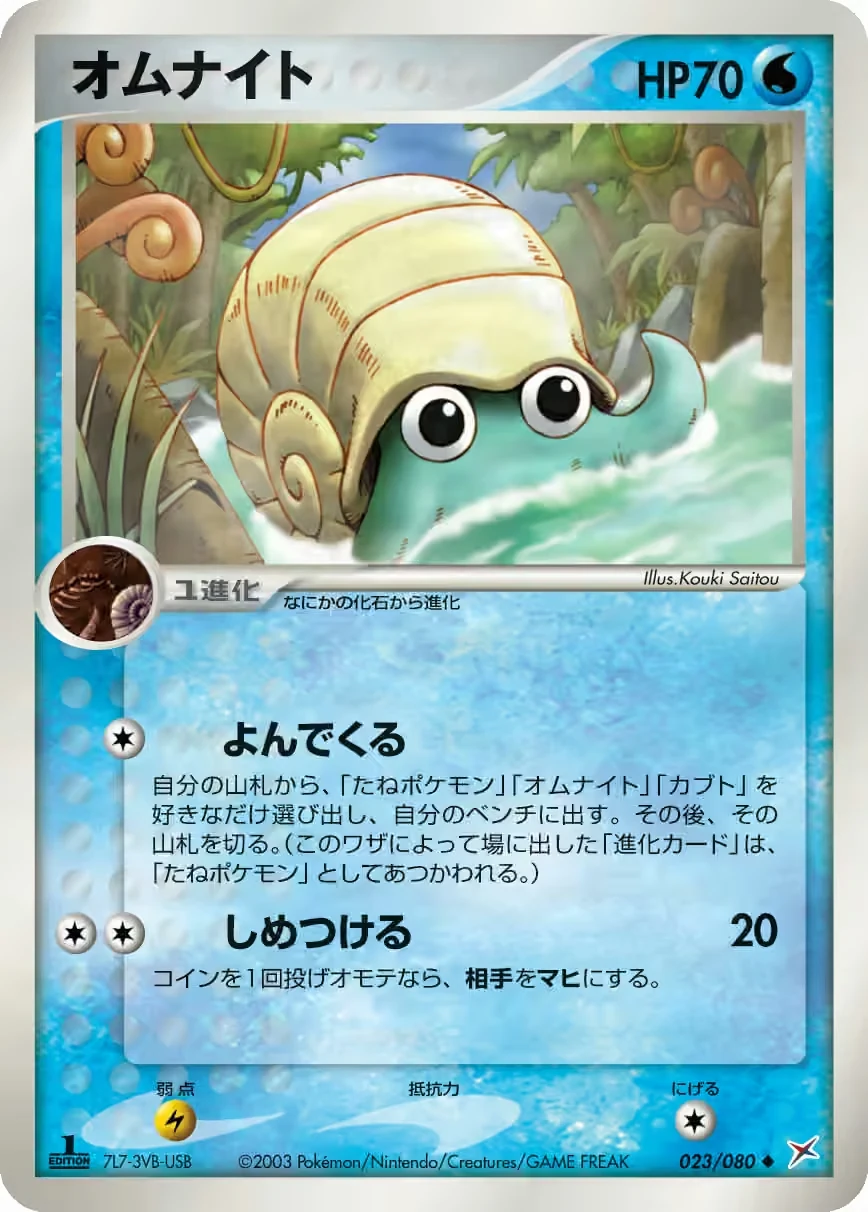 オムナイト
HP70
Illus.Kouki Saitou
1進化
なにかの化石から進化
よんでくる
自分の山札から、「たねポケモン」「オムナイト」「カブト」を
好きなだけ選び出し、自分のベンチに出す。その後、その
山札を切る。（このワザによって場に出した「進化カード」は、
「たねポケモン」としてあつかわれる。）
しめつける 20
コインを1回投げオモテなら、相手をマヒにする。
弱点 抵抗力 にげる
1 EDITION 7L7-3VB-USB ©2003 Pokémon/Nintendo/Creatures/GAME FREAK 023/080